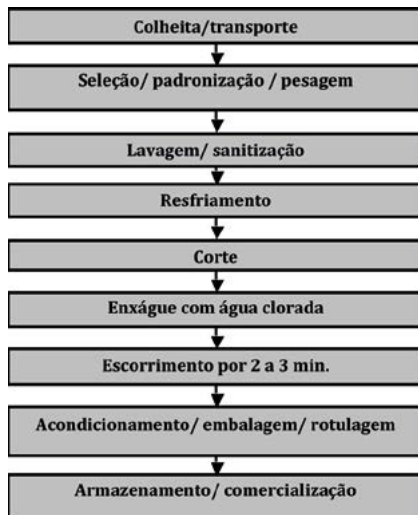 Colheita/transporte
Seleção/ padronização / pesagem
Lavagem/ sanitização
Resfriamento
Corte
Enxágue com água clorada
Escorrimento por 2 a 3 min.
Acondicionamento/ embalagem/ rotulagem
Armazenamento/ comercialização